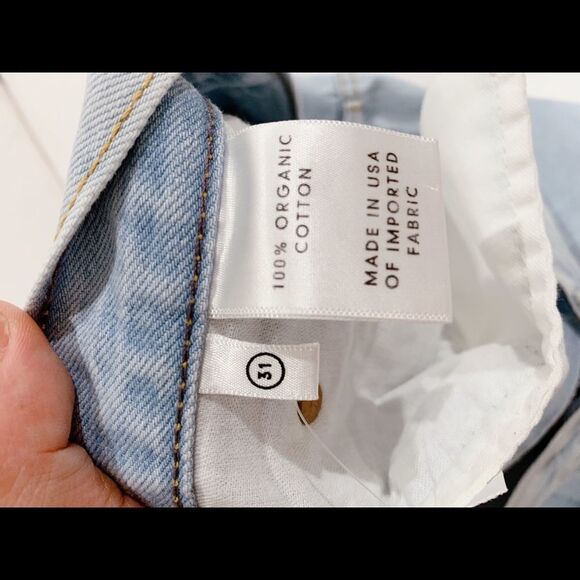 100% ORGANIC
COTTON
MADE IN USA
OF IMPORTED
FABRIC
31